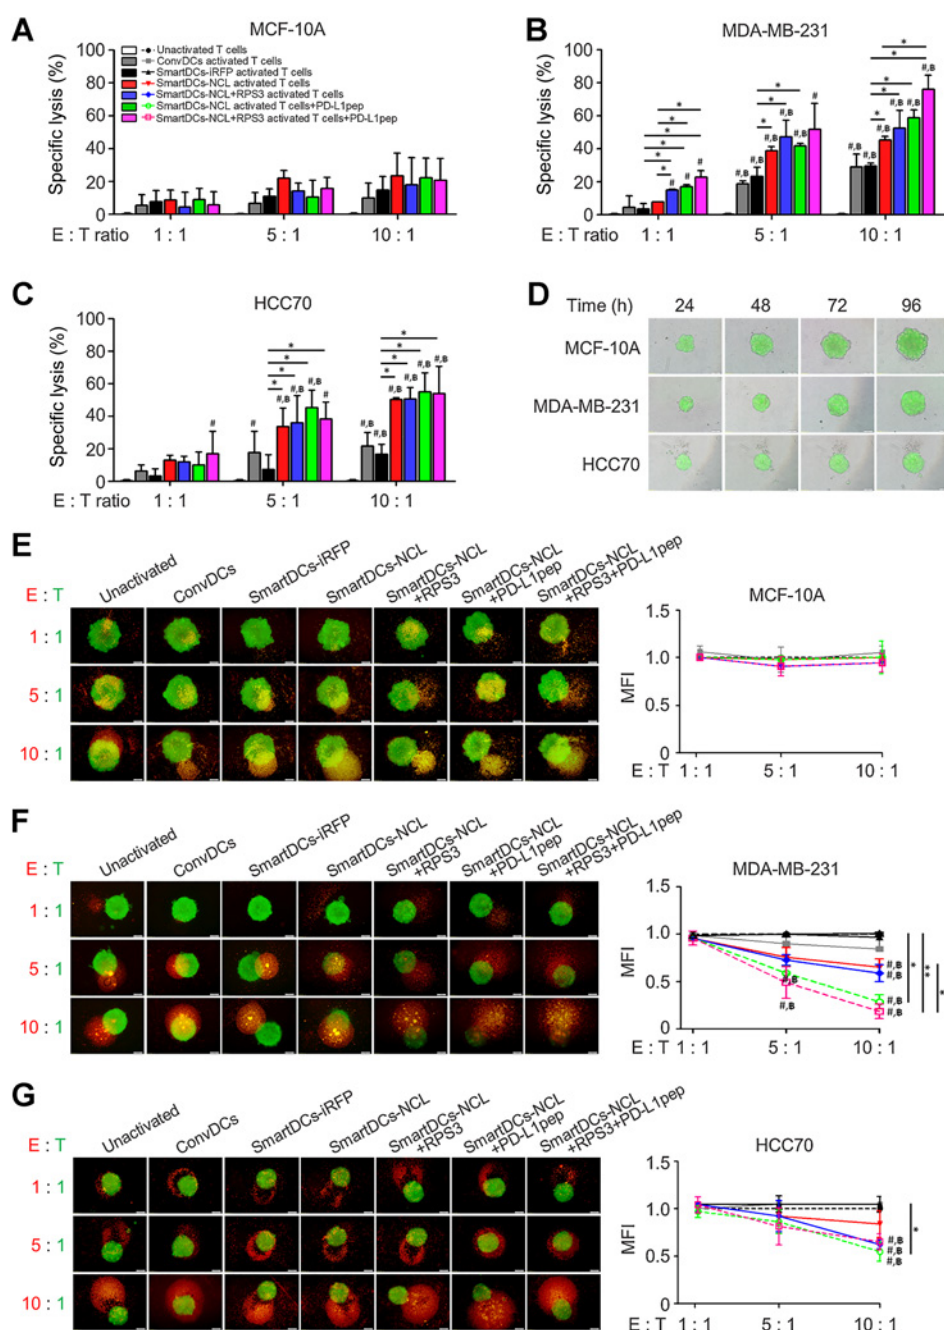 A
MCF-10A
Specific lysis (%)
100
80
60
40
20
0
Unactivated T cells
ConvDCs activated T cells
SmartDCs-iRFP activated T cells
SmartDCs-NCL activated T cells
SmartDCs-NCL+RPS3 activated T cells
SmartDCs-NCL activated T cells+PD-L1pep
SmartDCs-NCL+RPS3 activated T cells+PD-L1pep
E : T ratio 1 : 1 5 : 1 10 : 1
B
MDA-MB-231
Specific lysis (%)
100
80
60
40
20
0
* * * *
#,B # #,B #
* * * *
#,B #,B #,B #,B #,B #
* * * * *
#,B #,B #,B #,B #,B #,B
E : T ratio 1 : 1 5 : 1 10 : 1
C
HCC70
Specific lysis (%)
100
80
60
40
20
0
#
* * * *
# #,B #,B #,B #
* * * *
#,B #,B #,B #,B #,B #,B
E : T ratio 1 : 1 5 : 1 10 : 1
D
Time (h) 24 48 72 96
MCF-10A
MDA-MB-231
HCC70
E
E : T
Unactivated
ConvDCs
SmartDCs-iRFP
SmartDCs-NCL
SmartDCs-NCL
+RPS3
SmartDCs-NCL
+PD-L1pep
SmartDCs-NCL
+RPS3+PD-L1pep
1 : 1
5 : 1
10 : 1
MCF-10A
MFI
1.5
1.0
0.5
0
E : T 1 : 1 5 : 1 10 : 1
F
E : T
Unactivated
ConvDCs
SmartDCs-iRFP
SmartDCs-NCL
SmartDCs-NCL
+RPS3
SmartDCs-NCL
+PD-L1pep
SmartDCs-NCL
+RPS3+PD-L1pep
1 : 1
5 : 1
10 : 1
MDA-MB-231
MFI
1.5
1.0
0.5
0
#,B
#,B
#,B
#,B
#,B
#,B
* ** *
E : T 1 : 1 5 : 1 10 : 1
G
E : T
Unactivated
ConvDCs
SmartDCs-iRFP
SmartDCs-NCL
SmartDCs-NCL
+RPS3
SmartDCs-NCL
+PD-L1pep
SmartDCs-NCL
+RPS3+PD-L1pep
1 : 1
5 : 1
10 : 1
HCC70
MFI
1.5
1.0
0.5
0
#,B
#,B
#,B
*
E : T 1 : 1 5 : 1 10 : 1